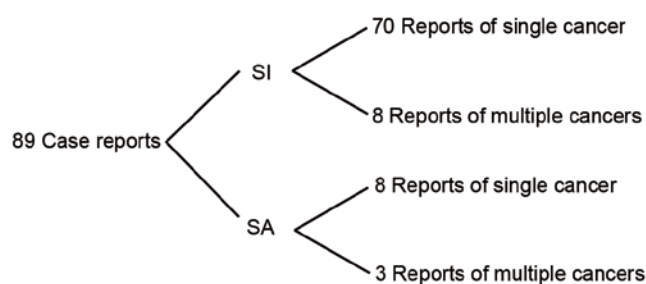 70 Reports of single cancer
SI
8 Reports of multiple cancers
89 Case reports
8 Reports of single cancer
SA
3 Reports of multiple cancers